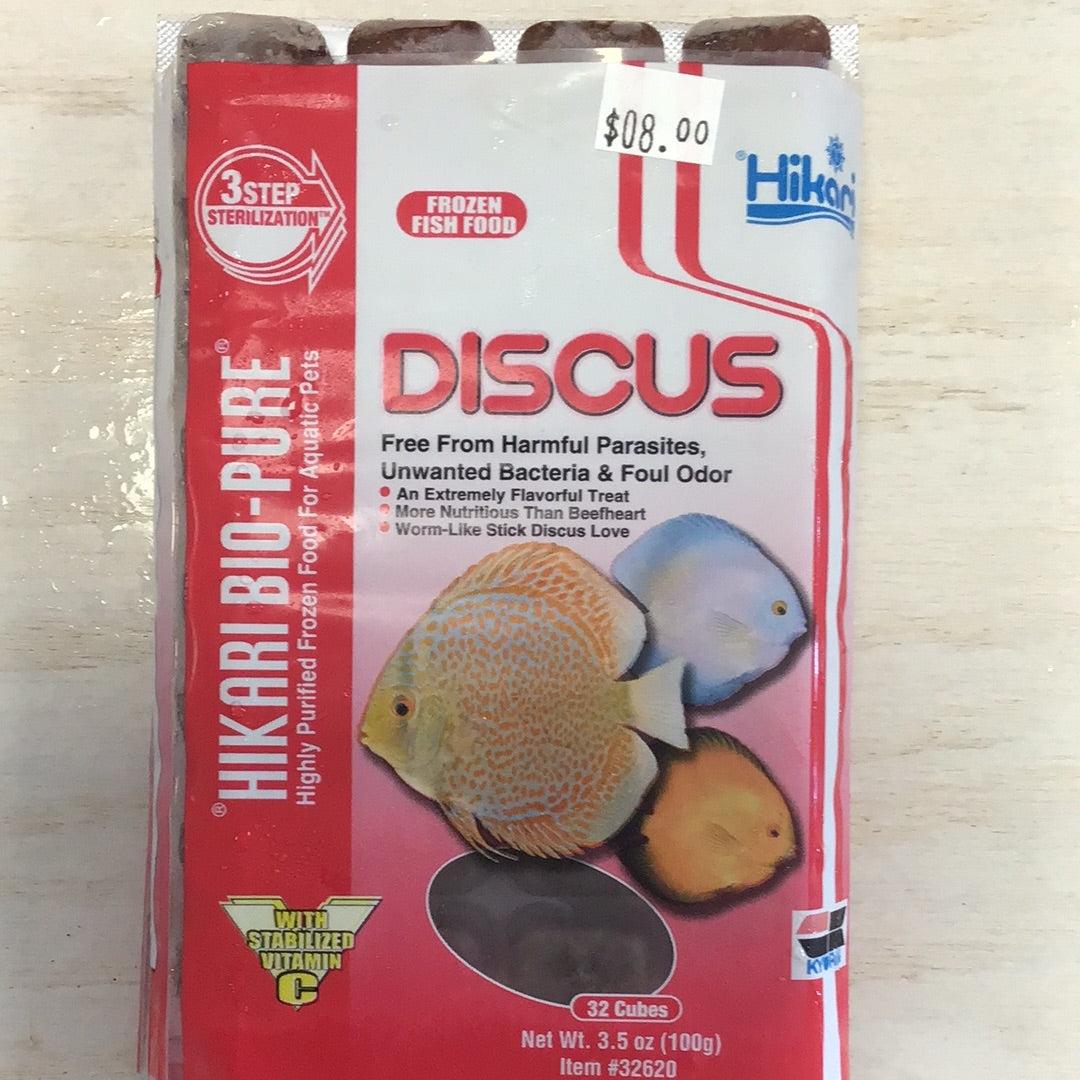 $08.00
®Hikari
3 STEP
STERILIZATION™
FROZEN
FISH FOOD
DISCUS
Free From Harmful Parasites,
Unwanted Bacteria & Foul Odor
• An Extremely Flavorful Treat
• More Nutritious Than Beefheart
• Worm-Like Stick Discus Love
®HIKARI BIO-PURE®
Highly Purified Frozen Food For Aquatic Pets
WITH
STABILIZED
VITAMIN
C
32 Cubes
Net Wt. 3.5 oz (100g)
Item #32620